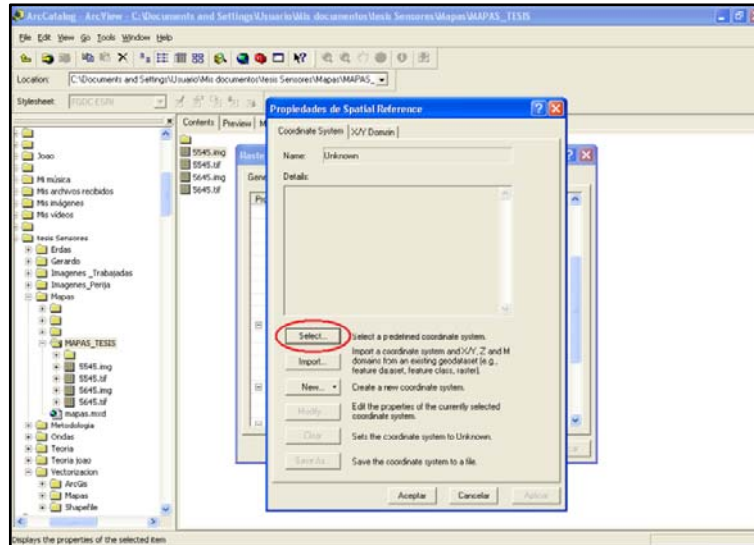 ArcCatalog - ArcView - C:\Documents and Settings\Usuario\Mis documentos\tesis Sensores\Mapas\MAPAS_TESIS
File Edit View Go Tools Window Help
Location: C:\Documents and Settings\Usuario\Mis documentos\tesis Sensores\Mapas\MAPAS_
Stylesheet: FGDC ESRI
Contents Preview M
Joao
Mi música
Mis archivos recibidos
Mis imágenes
Mis vídeos
tesis Sensores
Erdas
Gerardo
Imagenes _Trabajadas
Imagenes_Perija
Mapas
MAPAS_TESIS
5545.img
5545.tif
5645.img
5645.tif
mapas.mxd
Metodologia
Ondas
Teoria
Teoria joao
Vectorizacion
ArcGis
Mapas
Shapefile
5545.img
5545.tif
5645.img
5645.tif
Raste
Gene
Pro
Propiedades de Spatial Reference
Coordinate System X/Y Domain
Name: Unknown
Details:
Select... Select a predefined coordinate system.
Import... Import a coordinate system and X/Y, Z and M
domains from an existing geodataset (e.g.,
feature dataset, feature class, raster).
New... Create a new coordinate system.
Modify... Edit the properties of the currently selected
coordinate system.
Clear Sets the coordinate system to Unknown.
Save As... Save the coordinate system to a file.
Aceptar Cancelar Aplicar
Displays the properties of the selected item